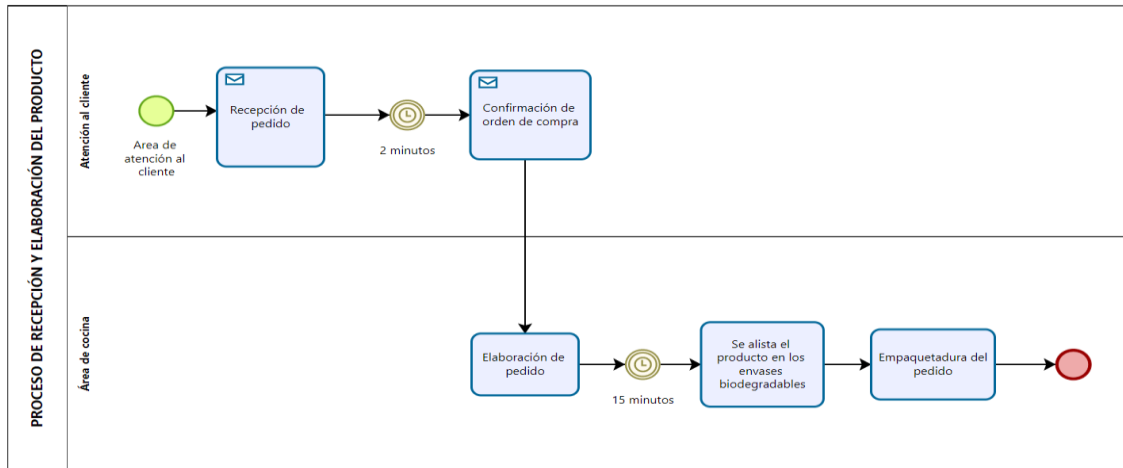 PROCESO DE RECEPCIÓN Y ELABORACIÓN DEL PRODUCTO
Atención al cliente
Area de
atención al
cliente
Recepción de
pedido
2 minutos
Confirmación de
orden de compra
Área de cocina
Elaboración de
pedido
15 minutos
Se alista el
producto en los
envases
biodegradables
Empaquetadura del
pedido